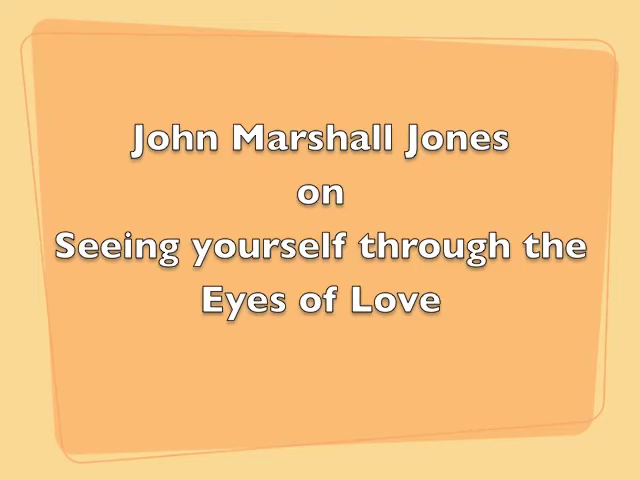 John Marshall Jones
on
Seeing yourself through the
Eyes of Love